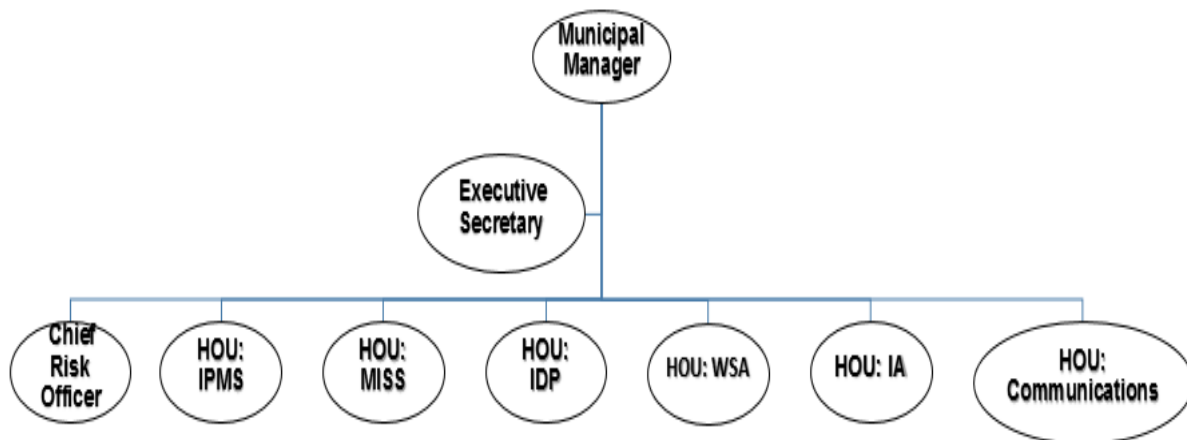 Municipal
Manager
Executive
Secretary
Chief
Risk
Officer
HOU:
IPMS
HOU:
MISS
HOU:
IDP
HOU: WSA
HOU: IA
HOU:
Communications